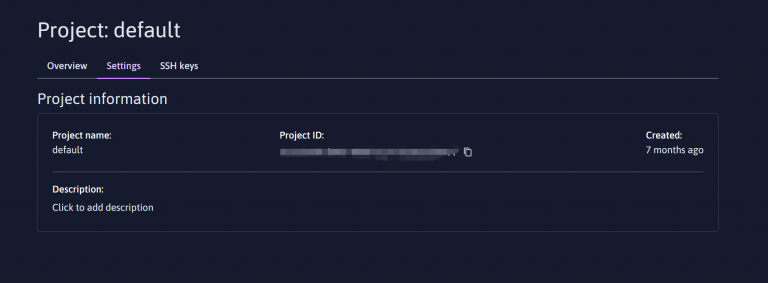 Project: default
Overview Settings SSH keys
Project information
Project name: Project ID: Created:
default 7 months ago
Description:
Click to add description